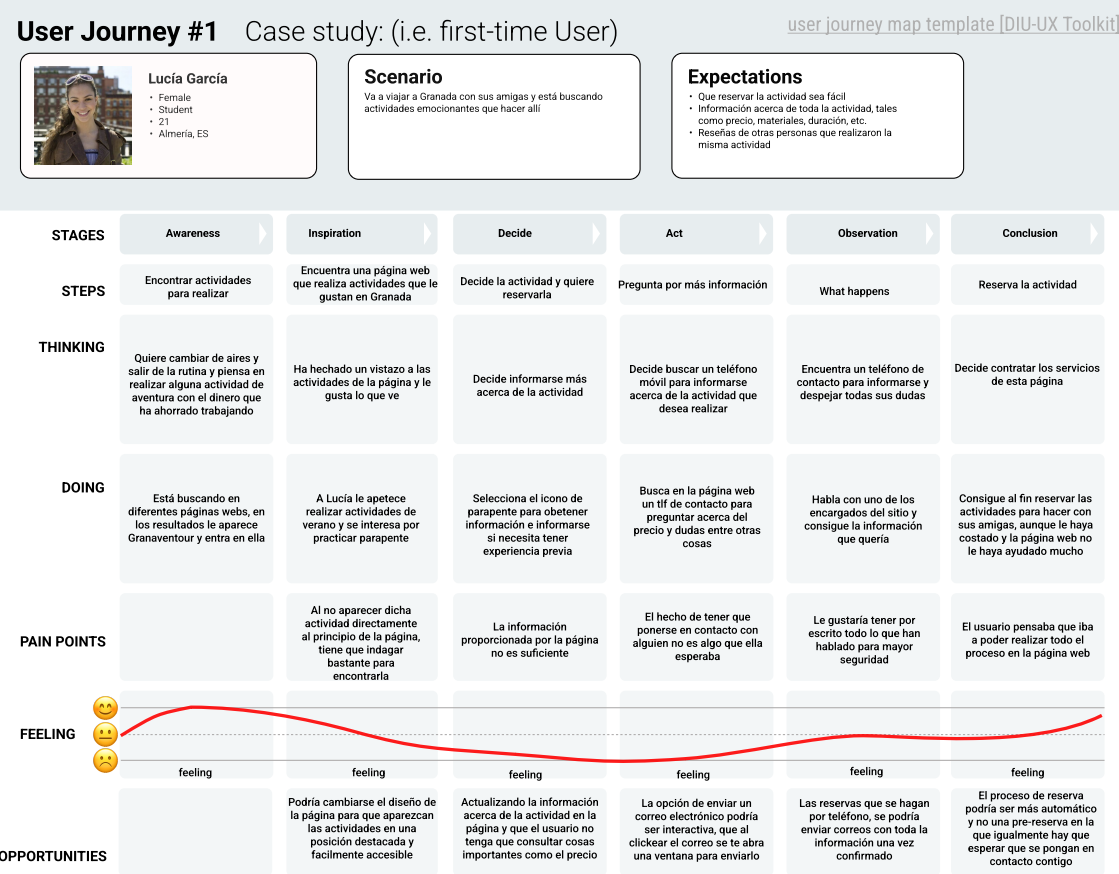 User Journey #1 Case study: (i.e. first-time User)
user journey map template [DIU-UX Toolkit]
Lucía García
• Female
• Student
• 21
• Almería, ES
Scenario
Va a viajar a Granada con sus amigas y está buscando
actividades emocionantes que hacer allí
Expectations
• Que reservar la actividad sea fácil
• Información acerca de toda la actividad, tales
como precio, materiales, duración, etc.
• Reseñas de otras personas que realizaron la
misma actividad
STAGES
Awareness
Inspiration
Decide
Act
Observation
Conclusion
STEPS
Encontrar actividades
para realizar
Encuentra una página web
que realiza actividades que le
gustan en Granada
Decide la actividad y quiere
reservarla
Pregunta por más información
What happens
Reserva la actividad
THINKING
Quiere cambiar de aires y
salir de la rutina y piensa en
realizar alguna actividad de
aventura con el dinero que
ha ahorrado trabajando
Ha hechado un vistazo a las
actividades de la página y le
gusta lo que ve
Decide informarse más
acerca de la actividad
Decide buscar un teléfono
móvil para informarse
acerca de la actividad que
desea realizar
Encuentra un teléfono de
contacto para informarse y
despejar todas sus dudas
Decide contratar los servicios
de esta página
DOING
Está buscando en
diferentes páginas webs, en
los resultados le aparece
Granaventour y entra en ella
A Lucía le apetece
realizar actividades de
verano y se interesa por
practicar parapente
Selecciona el icono de
parapente para obetener
información e informarse
si necesita tener
experiencia previa
Busca en la página web
un tlf de contacto para
preguntar acerca del
precio y dudas entre otras
cosas
Habla con uno de los
encargados del sitio y
consigue la información
que quería
Consigue al fin reservar las
actividades para hacer con
sus amigas, aunque le haya
costado y la página web no
le haya ayudado mucho
PAIN POINTS
Al no aparecer dicha
actividad directamente
al principio de la página,
tiene que indagar
bastante para
encontrarla
La información
proporcionada por la página
no es suficiente
El hecho de tener que
ponerse en contacto con
alguien no es algo que ella
esperaba
Le gustaría tener por
escrito todo lo que han
hablado para mayor
seguridad
El usuario pensaba que iba
a poder realizar todo el
proceso en la página web
FEELING
feeling
feeling
feeling
feeling
feeling
feeling
OPPORTUNITIES
Podría cambiarse el diseño de
la página para que aparezcan
las actividades en una
posición destacada y
facilmente accesible
Actualizando la información
acerca de la actividad en la
página y que el usuario no
tenga que consultar cosas
importantes como el precio
La opción de enviar un
correo electrónico podría
ser interactiva, que al
clickear el correo se te abra
una ventana para enviarlo
Las reservas que se hagan
por teléfono, se podría
enviar correos con toda la
información una vez
confirmado
El proceso de reserva
podría ser más automático
y no una pre-reserva en la
que igualmente hay que
esperar que se pongan en
contacto contigo